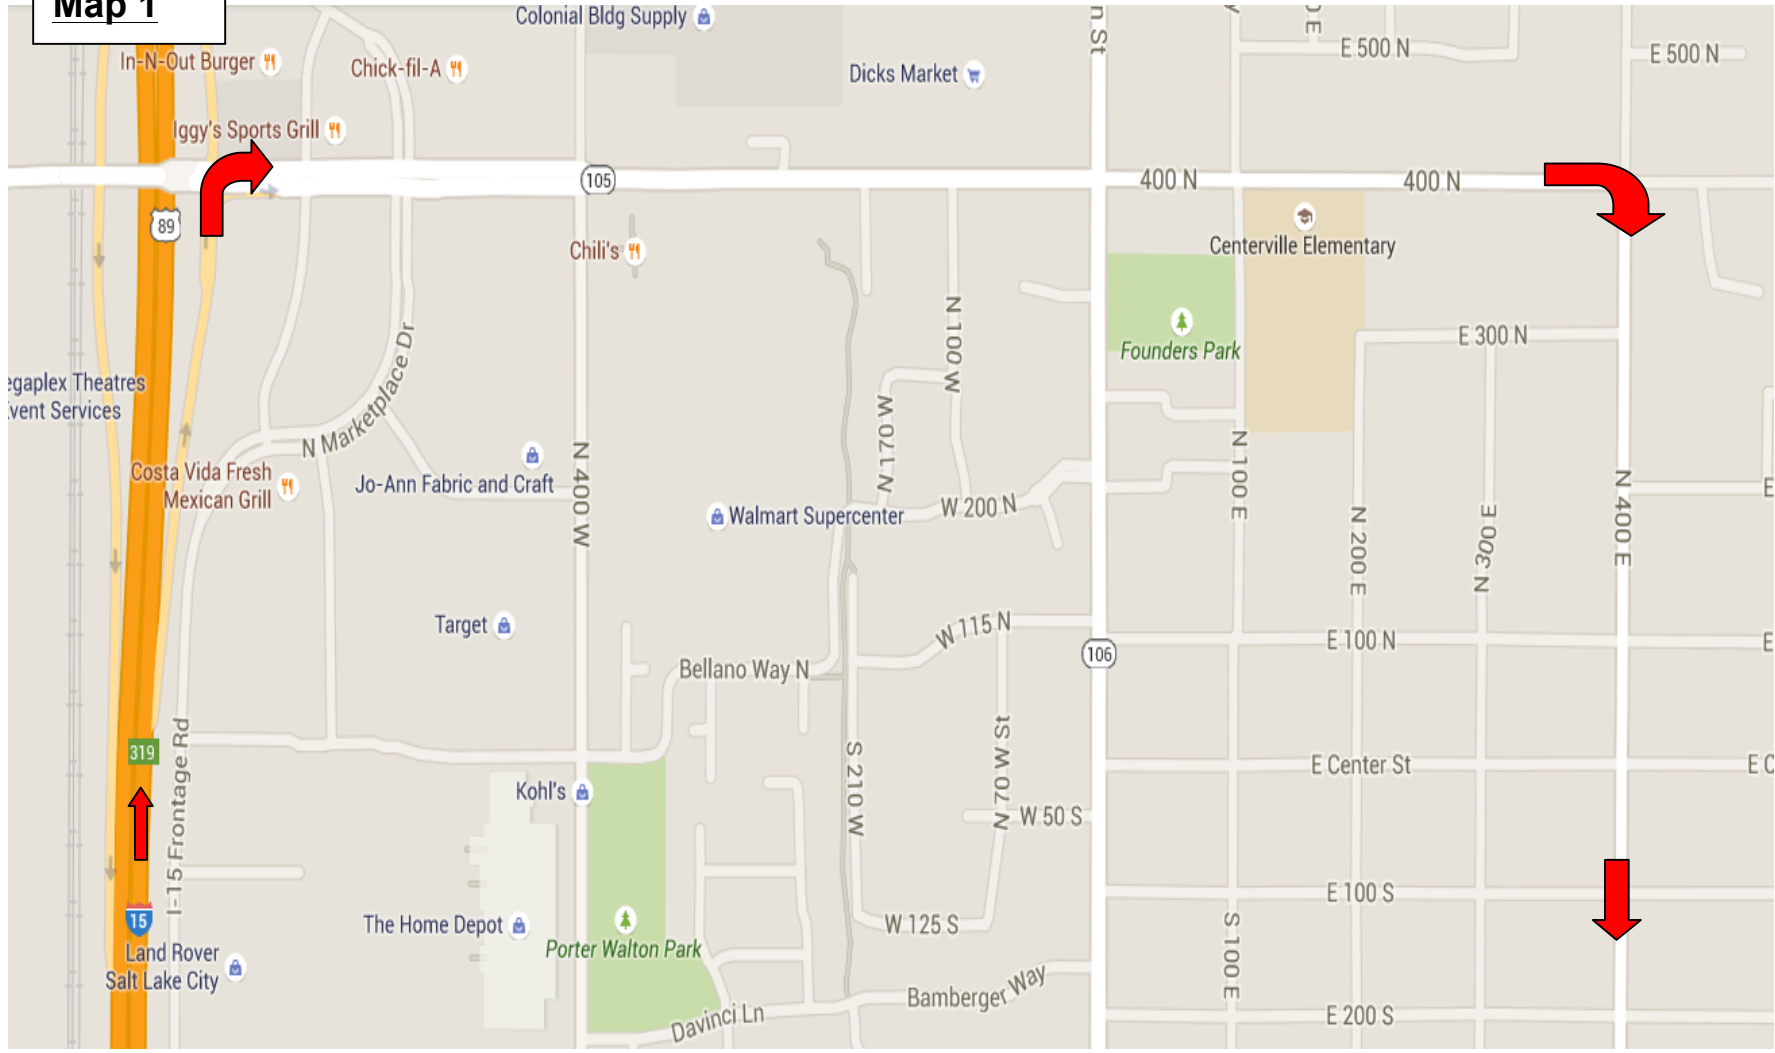 Map 1
Colonial Bldg Supply
In-N-Out Burger
Chick-fil-A
Dicks Market
n St
E 500 N
E 500 N
Iggy's Sports Grill
105
400 N
400 N
89
Chili's
Centerville Elementary
N 100 W
Founders Park
E 300 N
N Marketplace Dr
egaplex Theatres
vent Services
N 170 W
N 400 W
N 100 E
Costa Vida Fresh
Mexican Grill
Jo-Ann Fabric and Craft
Walmart Supercenter
W 200 N
N 200 E
N 300 E
N 400 E
E
Target
W 115 N
E 100 N
E
106
Bellano Way N
319
I-15 Frontage Rd
S 210 W
N 70 W St
E Center St
E C
Kohl's
W 50 S
E 100 S
15
The Home Depot
Porter Walton Park
W 125 S
S 100 E
Land Rover
Salt Lake City
Bamberger Way
Davinci Ln
E 200 S